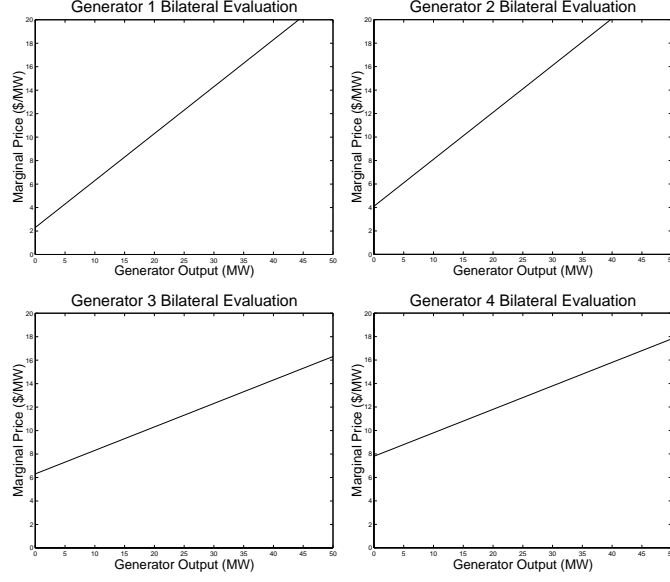 Generator 1 Bilateral Evaluation
Marginal Price ($/MW)
20
18
16
14
12
10
8
6
4
2
0
0 5 10 15 20 25 30 35 40 45 50
Generator Output (MW)
Generator 2 Bilateral Evaluation
Marginal Price ($/MW)
20
18
16
14
12
10
8
6
4
2
0
0 5 10 15 20 25 30 35 40 45 50
Generator Output (MW)
Generator 3 Bilateral Evaluation
Marginal Price ($/MW)
20
18
16
14
12
10
8
6
4
2
0
0 5 10 15 20 25 30 35 40 45 50
Generator Output (MW)
Generator 4 Bilateral Evaluation
Marginal Price ($/MW)
20
18
16
14
12
10
8
6
4
2
0
0 5 10 15 20 25 30 35 40 45 50
Generator Output (MW)